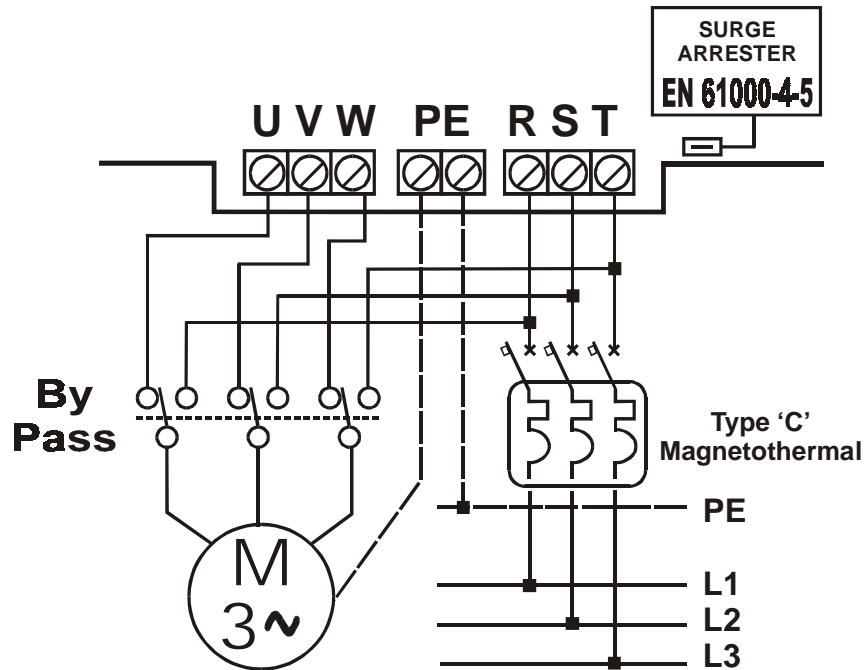 SURGE
ARRESTER
EN 61000-4-5
U V W PE R S T
By
Pass
Type ‘C’
Magnetothermal
PE
L1
L2
L3
M
3~